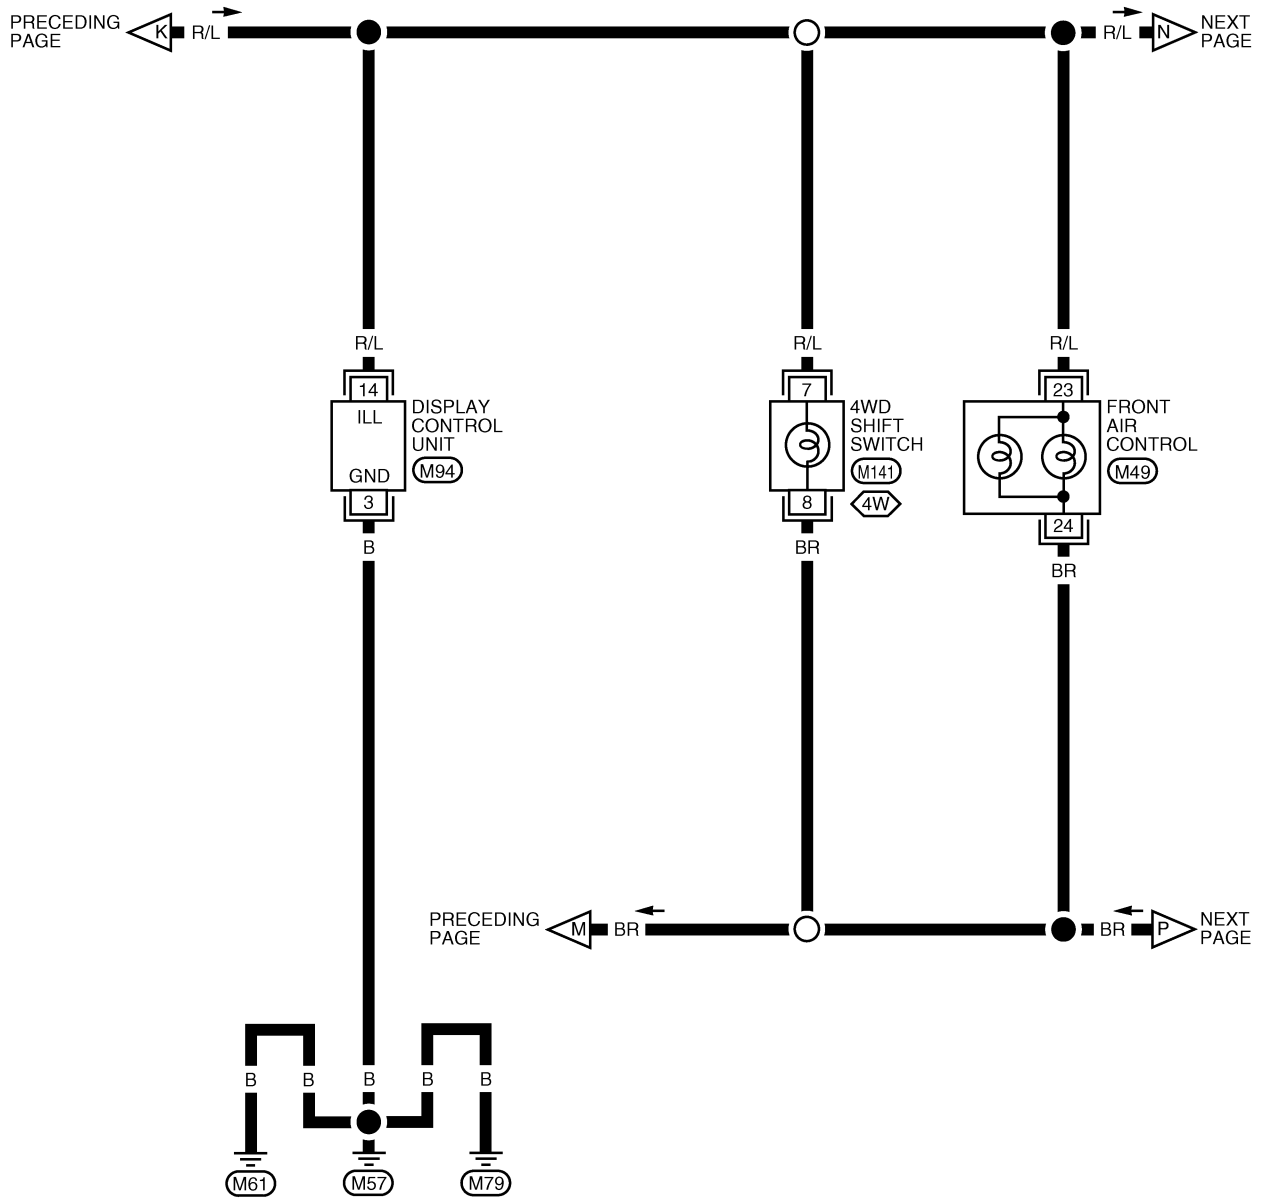 PRECEDING
PAGE
K
R/L
R/L
N
NEXT
PAGE
R/L
R/L
R/L
14
ILL
GND
3
DISPLAY
CONTROL
UNIT
M94
7
8
4WD
SHIFT
SWITCH
M141
4W
23
24
FRONT
AIR
CONTROL
M49
B
BR
BR
PRECEDING
PAGE
M
BR
BR
P
NEXT
PAGE
B
B
B
B
B
M61
M57
M79